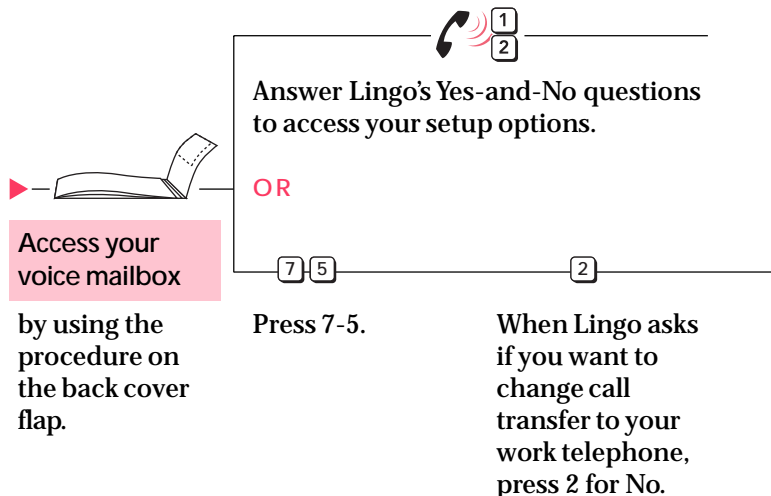 1
2
Answer Lingo's Yes-and-No questions
to access your setup options.
OR
Access your
voice mailbox
by using the
procedure on
the back cover
flap.
7 5
Press 7-5.
2
When Lingo asks
if you want to
change call
transfer to your
work telephone,
press 2 for No.